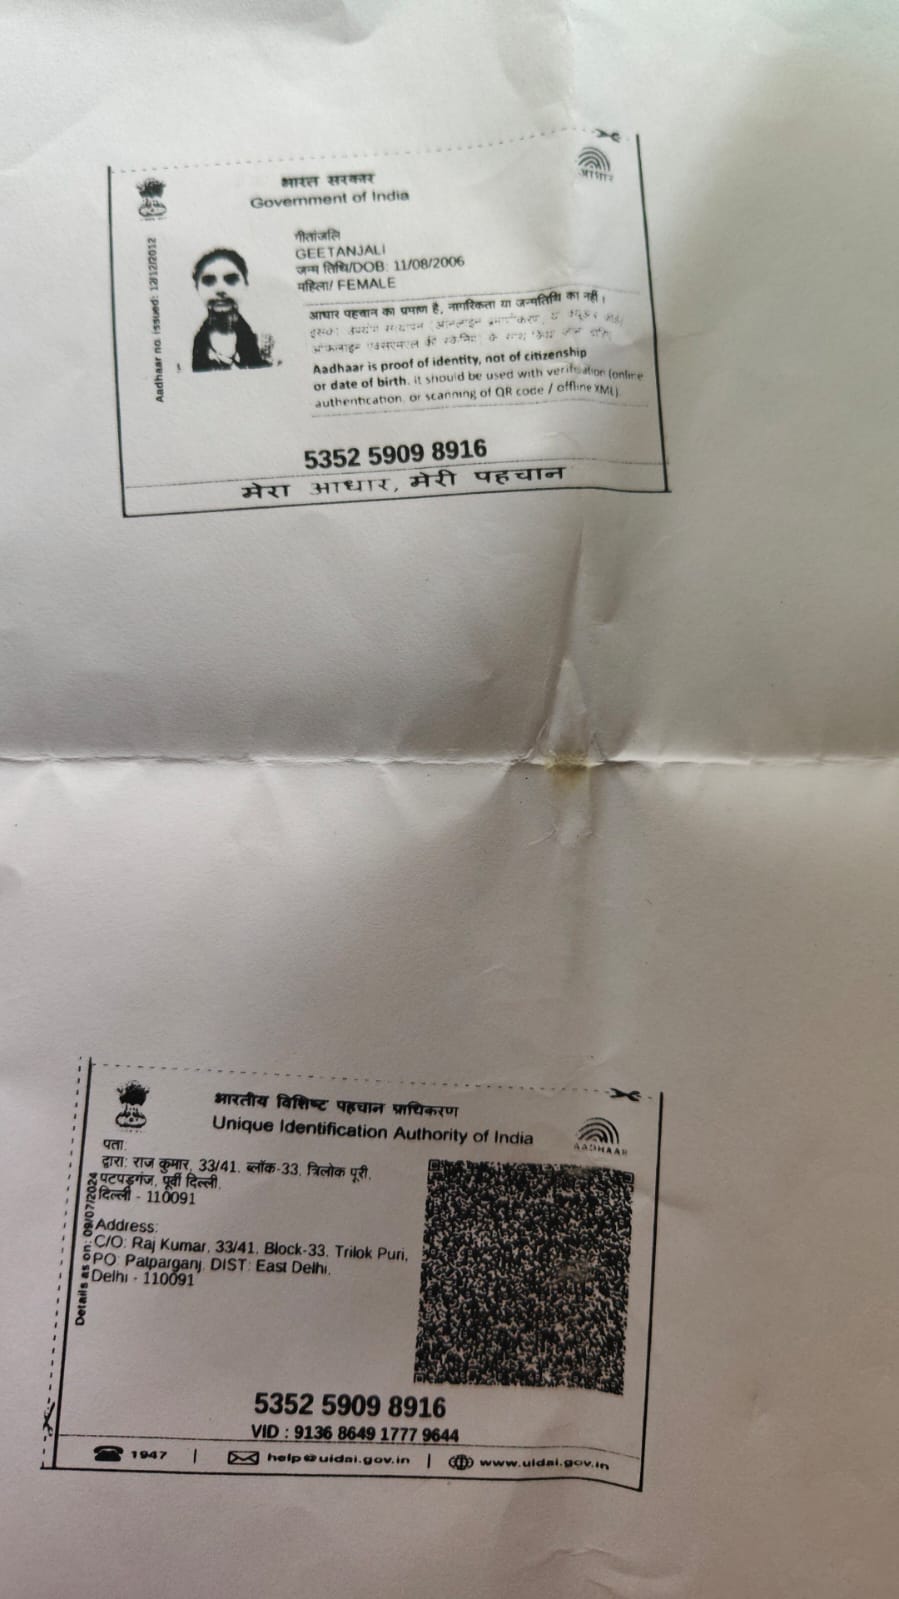 भारत सरकार
Government of India
आधार
Aadhaar no. issued: 12/12/2012
गीतांजलि
GEETANJALI
जन्म तिथि/DOB: 11/08/2006
महिला/ FEMALE
आधार पहचान का प्रमाण है, नागरिकता या जन्मतिथि का नहीं।
Aadhaar is proof of identity, not of citizenship
or date of birth. It should be used with verification (online
authentication, or scanning of QR code / offline XML).
5352 5909 8916
मेरा आधार, मेरी पहचान
भारतीय विशिष्ट पहचान प्राधिकरण
Unique Identification Authority of India
AADHAAR
Details as on: 09/07/2024
पता:
द्वारा: राज कुमार, 33/41, ब्लॉक-33, त्रिलोक पूरी,
पटपड़गंज, पूर्वी दिल्ली,
दिल्ली - 110091
Address:
C/O: Raj Kumar, 33/41, Block-33, Trilok Puri,
PO: Patparganj, DIST: East Delhi,
Delhi - 110091
5352 5909 8916
VID : 9136 8649 1777 9644
1947 | help@uidai.gov.in | www.uidai.gov.in